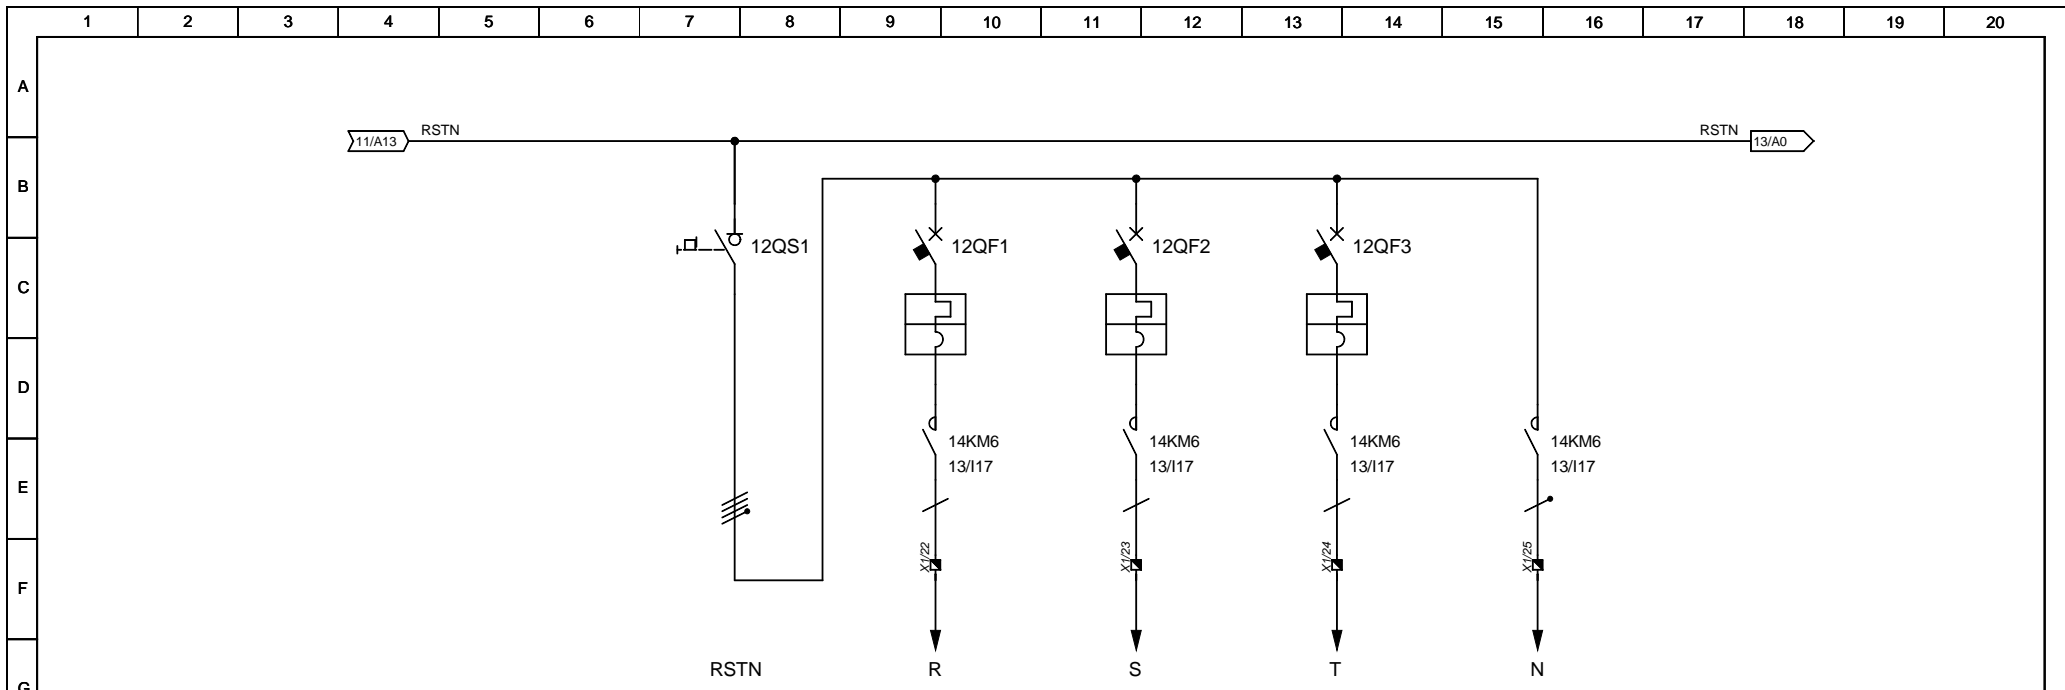 1 2 3 4 5 6 7 8 9 10 11 12 13 14 15 16 17 18 19 20
A
RSTN RSTN
11/A13 13/A0
B
12QS1 12QF1 12QF2 12QF3
C
D
14KM6 14KM6 14KM6 14KM6
13/I17 13/I17 13/I17 13/I17
E
X1/22 X1/23 X1/24 X1/25
F
RSTN R S T N
G